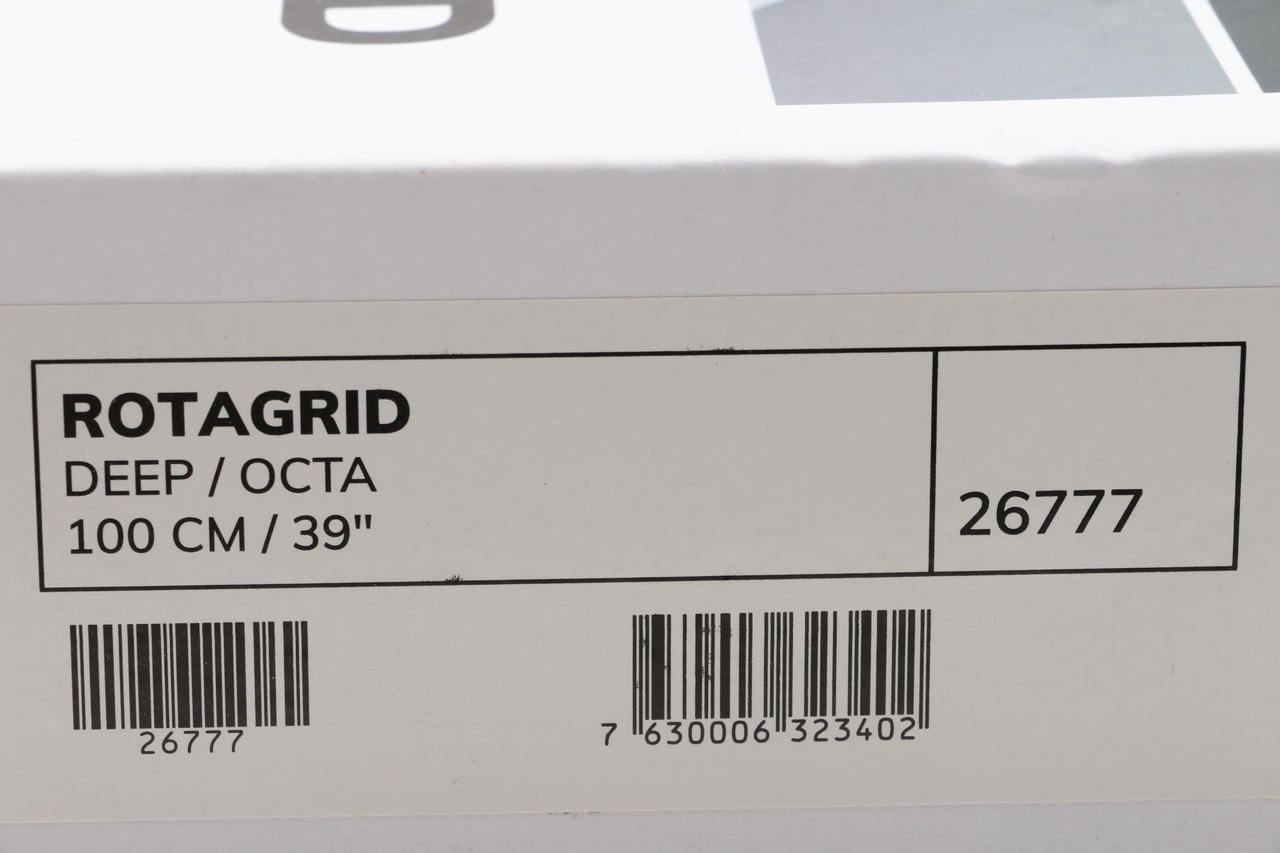 ROTAGRID
DEEP / OCTA
100 CM / 39"
26777
26777
7 630006 323402